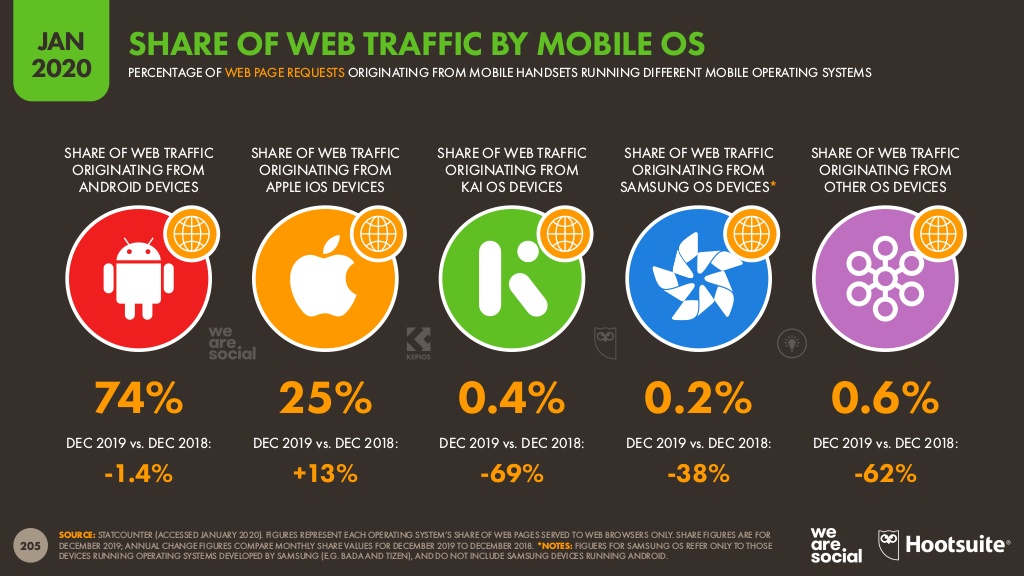 JAN
2020
SHARE OF WEB TRAFFIC BY MOBILE OS
PERCENTAGE OF WEB PAGE REQUESTS ORIGINATING FROM MOBILE HANDSETS RUNNING DIFFERENT MOBILE OPERATING SYSTEMS
SHARE OF WEB TRAFFIC
ORIGINATING FROM
ANDROID DEVICES
SHARE OF WEB TRAFFIC
ORIGINATING FROM
APPLE IOS DEVICES
SHARE OF WEB TRAFFIC
ORIGINATING FROM
KAI OS DEVICES
SHARE OF WEB TRAFFIC
ORIGINATING FROM
SAMSUNG OS DEVICES*
SHARE OF WEB TRAFFIC
ORIGINATING FROM
OTHER OS DEVICES
we
are
social
KEPIOS
74%
25%
0.4%
0.2%
0.6%
DEC 2019 vs. DEC 2018:
-1.4%
DEC 2019 vs. DEC 2018:
+13%
DEC 2019 vs. DEC 2018:
-69%
DEC 2019 vs. DEC 2018:
-38%
DEC 2019 vs. DEC 2018:
-62%
205
SOURCE: STATCOUNTER (ACCESSED JANUARY 2020). FIGURES REPRESENT EACH OPERATING SYSTEM'S SHARE OF WEB PAGES SERVED TO WEB BROWSERS ONLY. SHARE FIGURES ARE FOR
DECEMBER 2019; ANNUAL CHANGE FIGURES COMPARE MONTHLY SHARE VALUES FOR DECEMBER 2019 TO DECEMBER 2018. *NOTES: FIGUERS FOR SAMSUNG OS REFER ONLY TO THOSE
DEVICES RUNNING OPERATING SYSTEMS DEVELOPED BY SAMSUNG (E.G. BADA AND TIZEN), AND DO NOT INCLUDE SAMSUNG DEVICES RUNNING ANDROID.
we
are
social
Hootsuite®